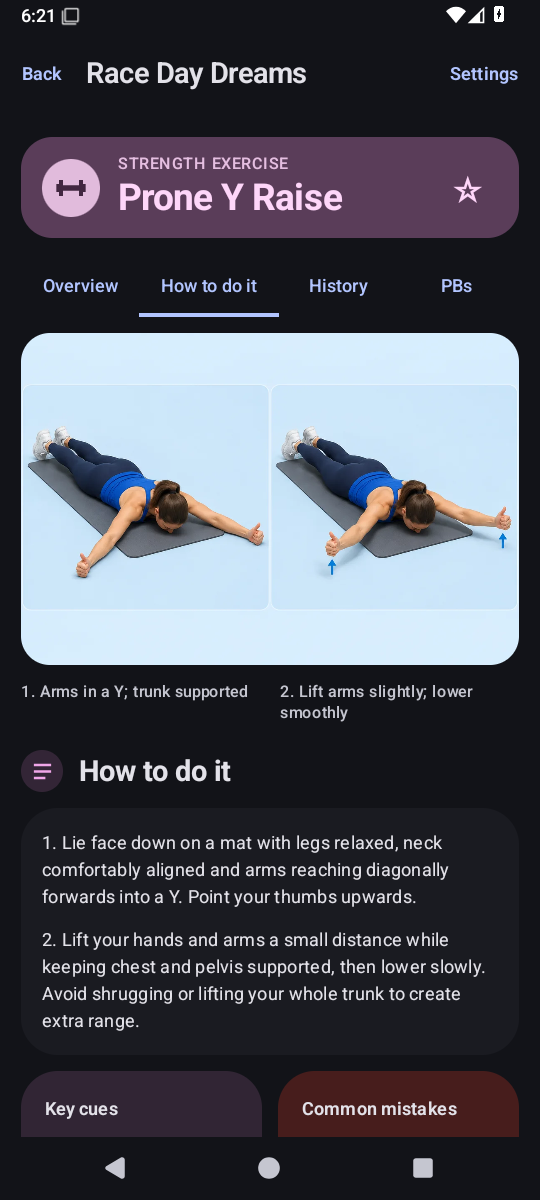 6:21
Back
Race Day Dreams
Settings
STRENGTH EXERCISE
Prone Y Raise
Overview
How to do it
History
PBs
1. Arms in a Y; trunk supported
2. Lift arms slightly; lower
smoothly
How to do it
1. Lie face down on a mat with legs relaxed, neck
comfortably aligned and arms reaching diagonally
forwards into a Y. Point your thumbs upwards.
2. Lift your hands and arms a small distance while
keeping chest and pelvis supported, then lower slowly.
Avoid shrugging or lifting your whole trunk to create
extra range.
Key cues
Common mistakes